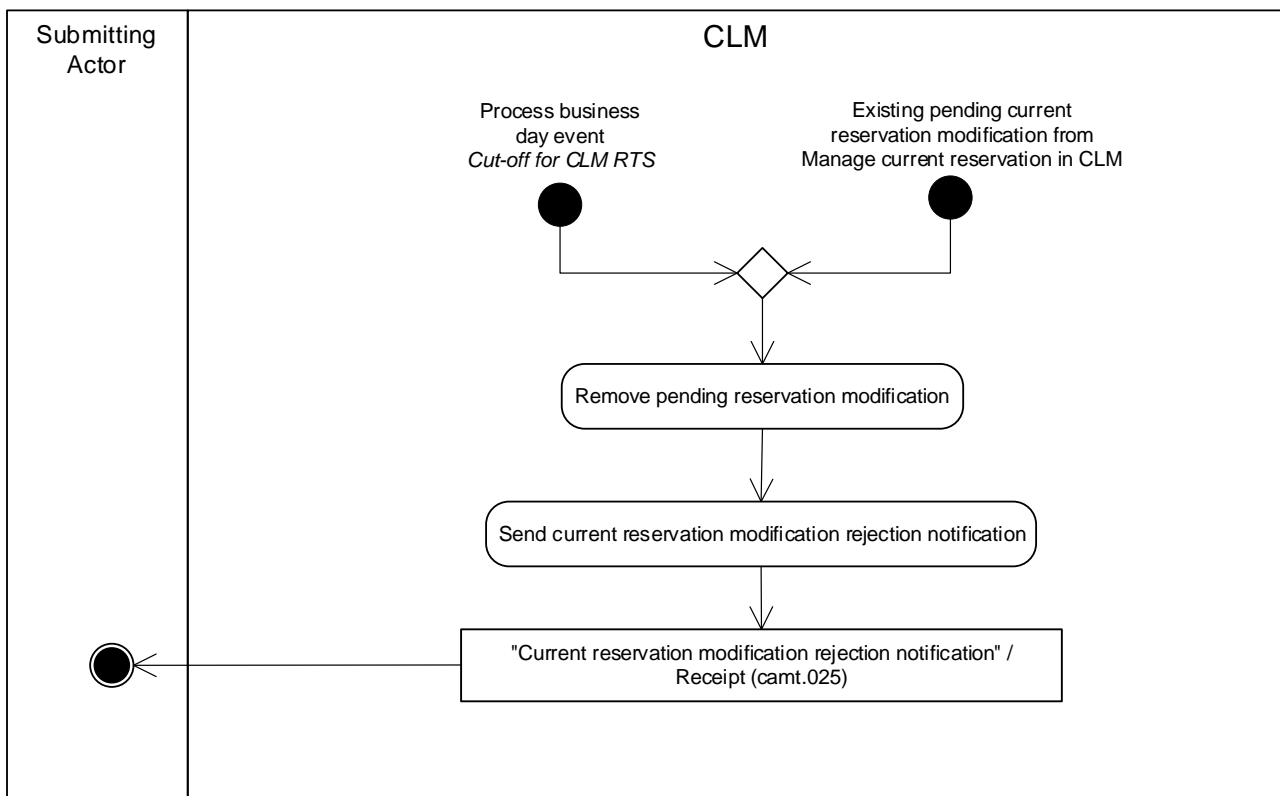 Submitting
Actor
CLM
Process business
day event
Cut-off for CLM RTS
Existing pending current
reservation modification from
Manage current reservation in CLM
Remove pending reservation modification
Send current reservation modification rejection notification
"Current reservation modification rejection notification" /
Receipt (camt.025)